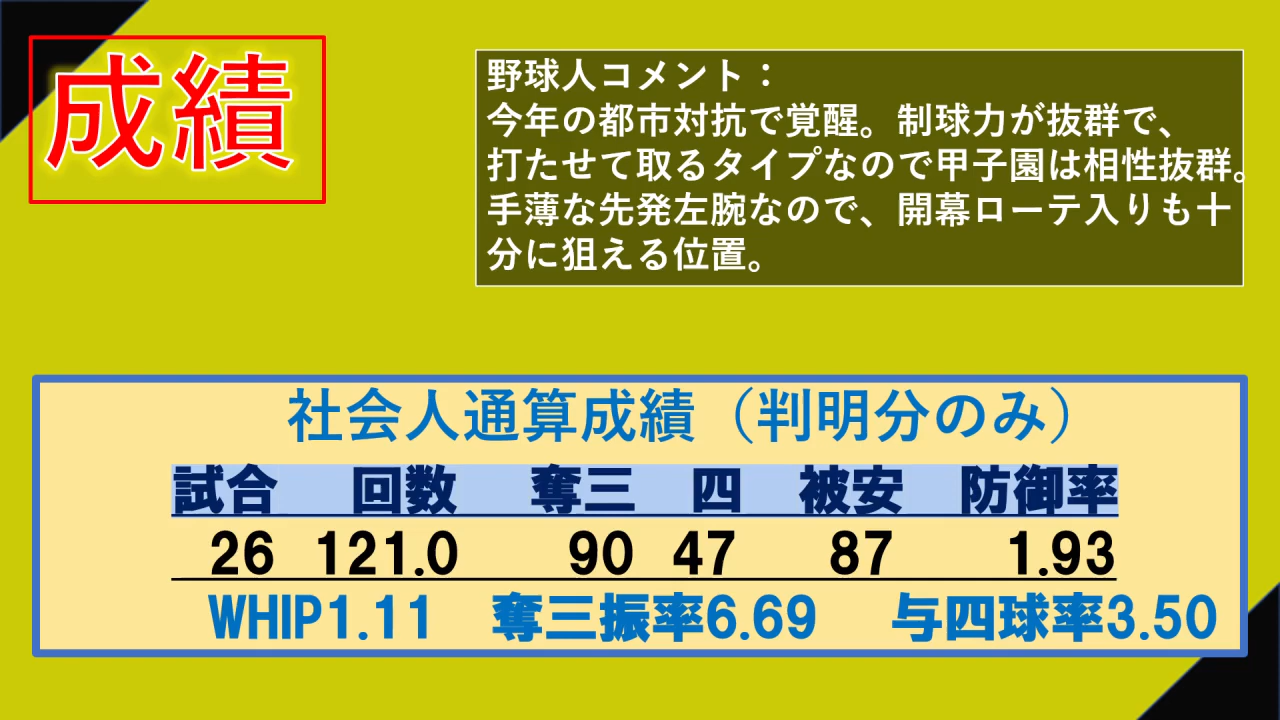 成績
野球人コメント：
今年の都市対抗で覚醒。制球力が抜群で、
打たせて取るタイプなので甲子園は相性抜群。
手薄な先発左腕なので、開幕ローテ入りも十
分に狙える位置。
社会人通算成績（判明分のみ）
試合 回数 奪三 四 被安 防御率
26 121.0 90 47 87 1.93
WHIP1.11 奪三振率6.69 与四球率3.50